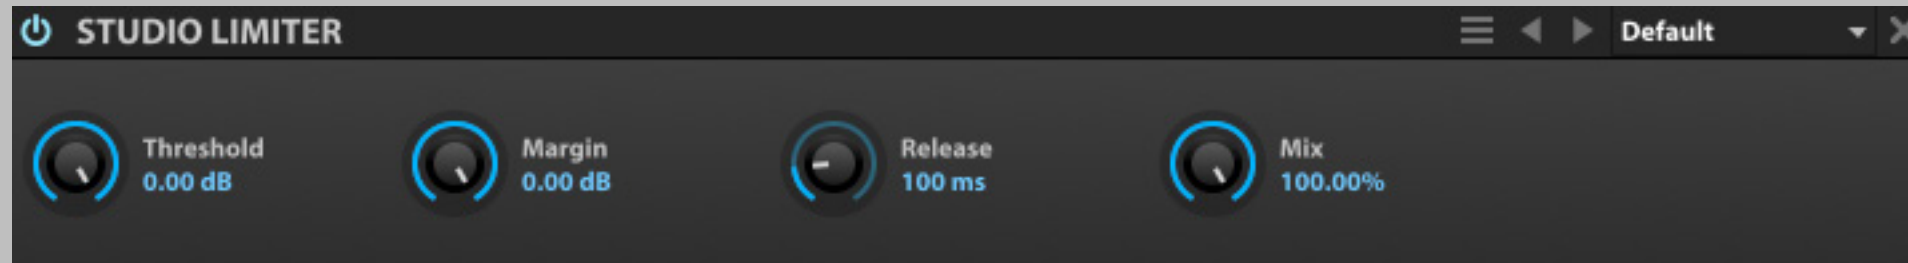 STUDIO LIMITER
Default
Threshold
0.00 dB
Margin
0.00 dB
Release
100 ms
Mix
100.00%